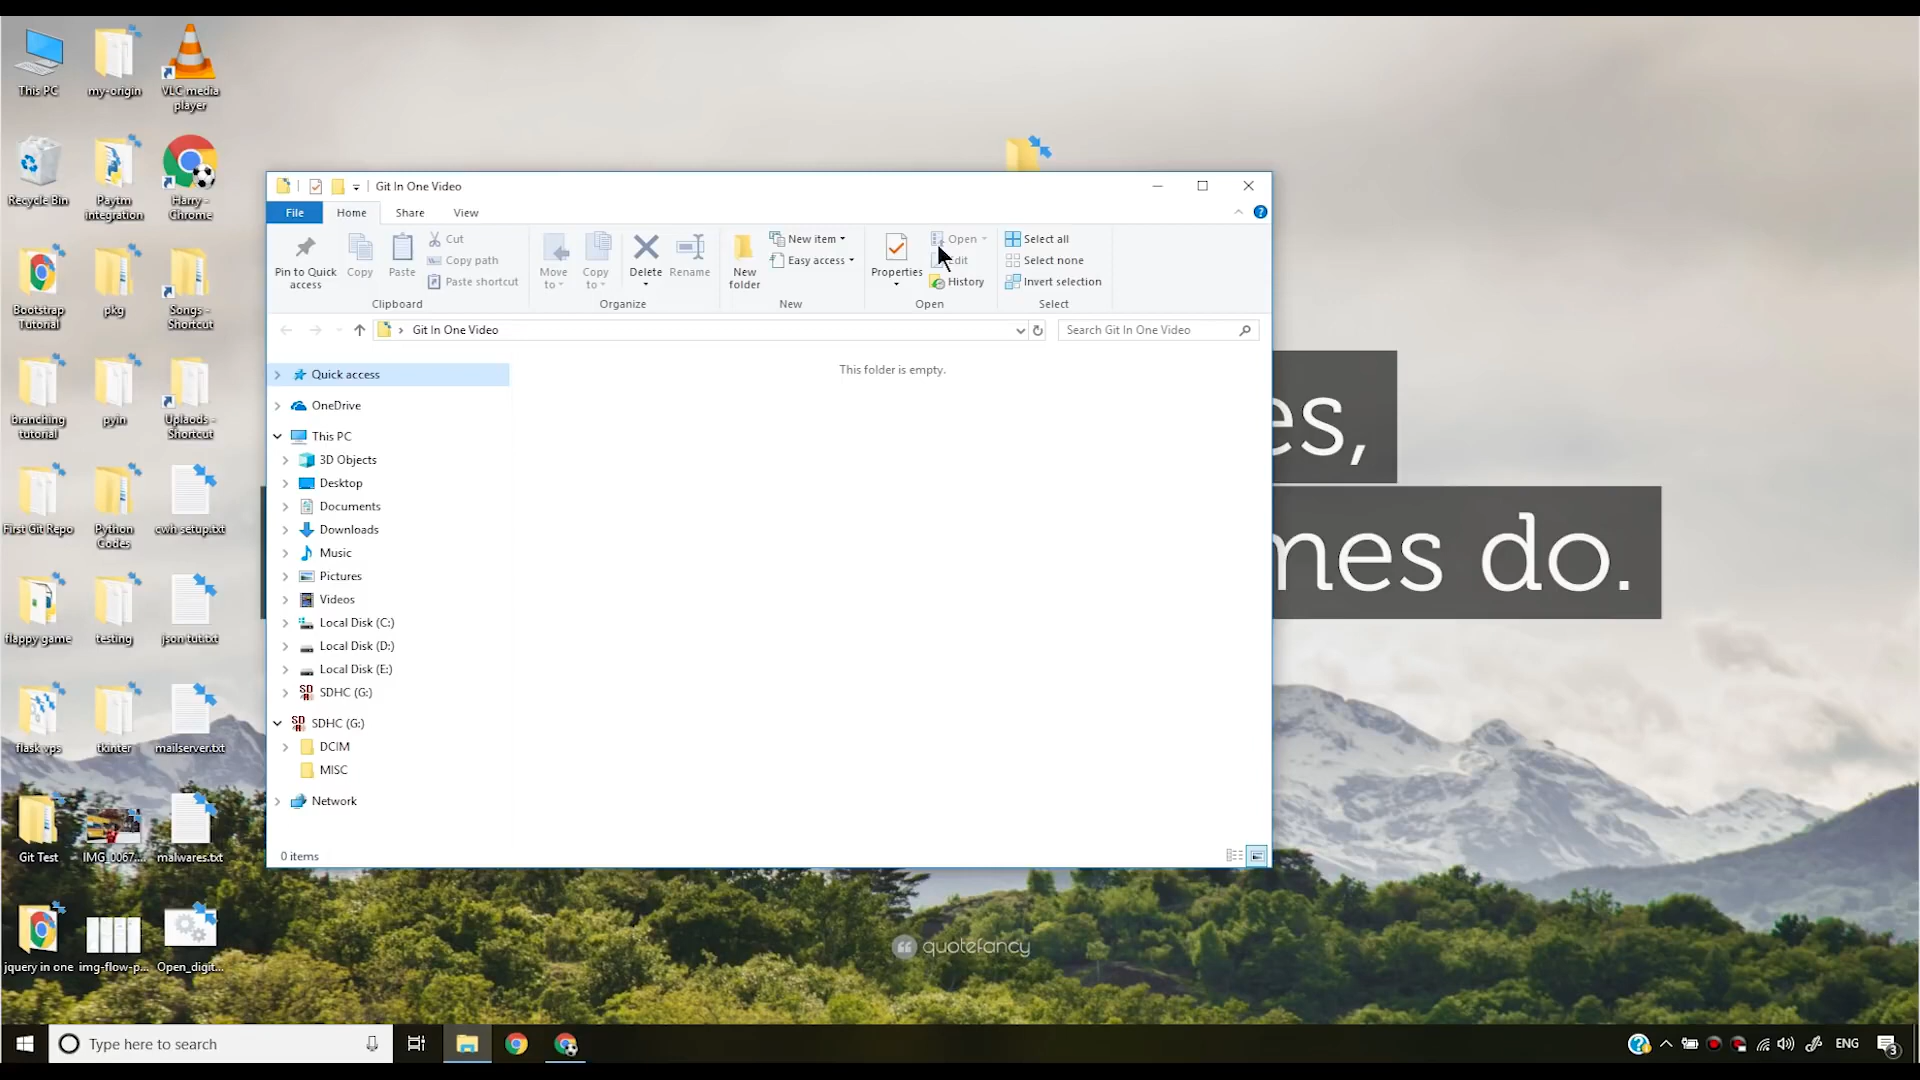 This PC
my-origin
VLC media
player
Recycle Bin
Paytm
integration
Harry -
Chrome
Bootstrap
Tutorial
pkg
Songs -
Shortcut
branching
tutorial
pyin
Uplaods -
Shortcut
First Git Repo
Python
Codes
cwh setup.txt
flappy game
testing
json tut.txt
flask vps
tkinter
mailserver.txt
Git Test
IMG_0067....
malwares.txt
jquery in one
img-flow-p...
Open_digit...
Git In One Video
File Home Share View
Pin to Quick
access
Copy
Paste
Cut
Copy path
Paste shortcut
Clipboard
Move
to
Copy
to
Delete
Rename
Organize
New
folder
New item
Easy access
New
Properties
Open
History
Open
Select all
Select none
Invert selection
Select
Git In One Video
Search Git In One Video
This folder is empty.
Quick access
OneDrive
This PC
3D Objects
Desktop
Documents
Downloads
Music
Pictures
Videos
Local Disk (C:)
Local Disk (D:)
Local Disk (E:)
SDHC (G:)
SDHC (G:)
DCIM
MISC
Network
0 items
es,
mes do.
quotefancy
Type here to search
ENG
3